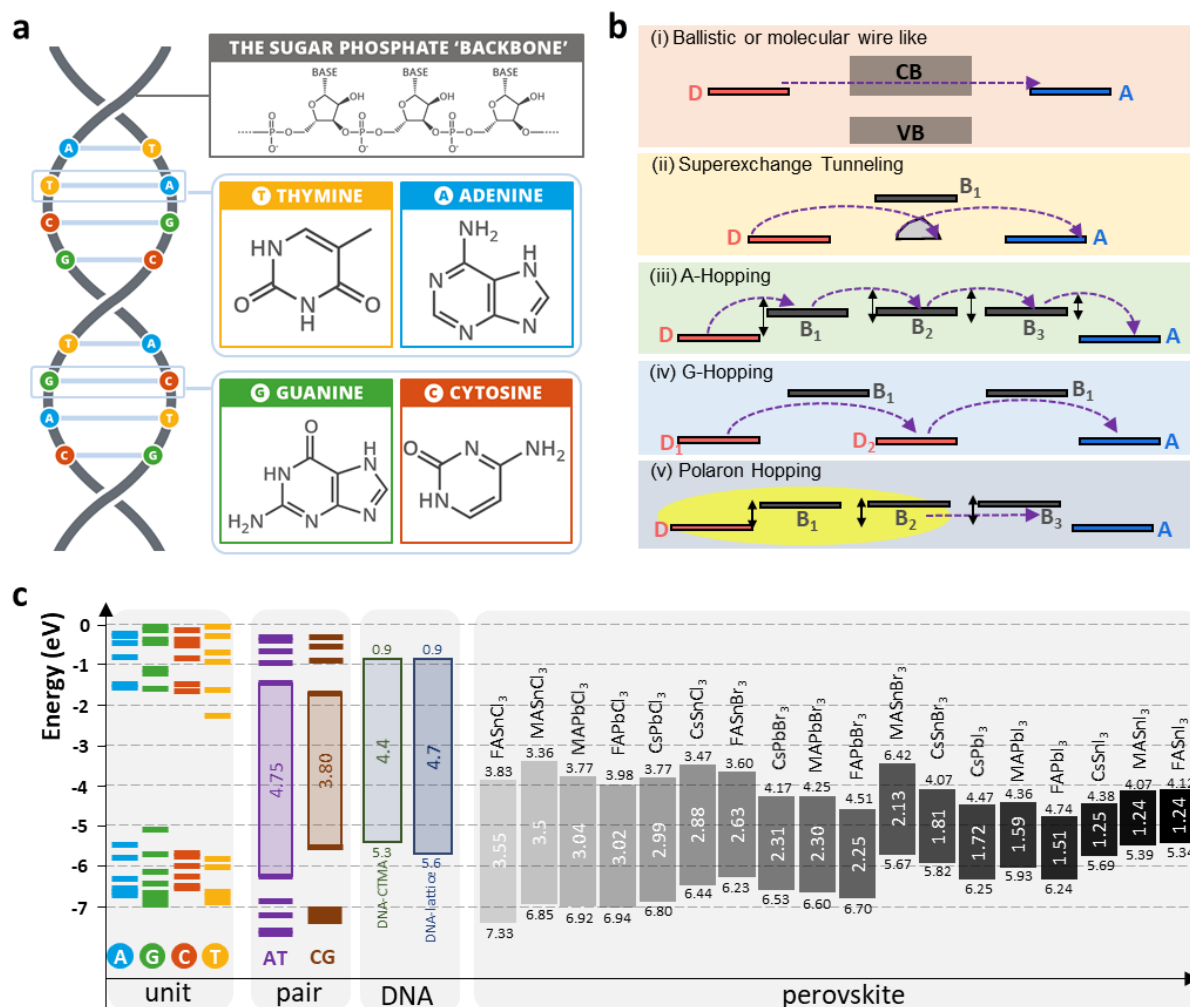 a
THE SUGAR PHOSPHATE 'BACKBONE'
BASE BASE BASE
O OH O OH O OH
O O O
P O O P O O P O O
O⁻ O⁻ O⁻
A T
T A
C G
G C
T A
G C
A T
C G
T THYMINE
HN
O N H O
A ADENINE
NH₂
N H N
N N
G GUANINE
O
HN H N
H₂N N N
C CYTOSINE
N NH₂
O HN
b
(i) Ballistic or molecular wire like
CB
D A
VB
(ii) Superexchange Tunneling
B₁
D A
(iii) A-Hopping
B₁ B₂ B₃
D A
(iv) G-Hopping
B₁ B₁
D₁ D₂ A
(v) Polaron Hopping
D B₁ B₂ B₃ A
c
Energy (eV)
0
-1
-2
-3
-4
-5
-6
-7
A G C T
unit
4.75
3.80
AT CG
pair
0.9 0.9
4.4 4.7
5.3 5.6
DNA-CTMA
DNA-lattice
DNA
FASnCl₃
3.83
3.55
7.33
MASnCl₃
3.36
3.5
6.85
MAPbCl₃
3.77
3.04
6.92
FAPbCl₃
3.98
3.02
6.94
CsPbCl₃
3.77
2.99
6.80
CsSnCl₃
3.47
2.88
6.44
FASnBr₃
3.60
2.63
6.23
CsPbBr₃
4.17
2.31
6.53
MAPbBr₃
4.25
2.30
6.60
FAPbBr₃
4.51
2.25
6.70
MASnBr₃
6.42
2.13
5.67
CsSnBr₃
4.07
1.81
5.82
CsPbI₃
4.47
1.72
6.25
MAPbI₃
4.36
1.59
5.93
FAPbI₃
4.74
1.51
6.24
CsSnI₃
4.38
1.25
5.69
MASnI₃
4.07
1.24
5.39
FASnI₃
4.12
1.24
5.34
perovskite